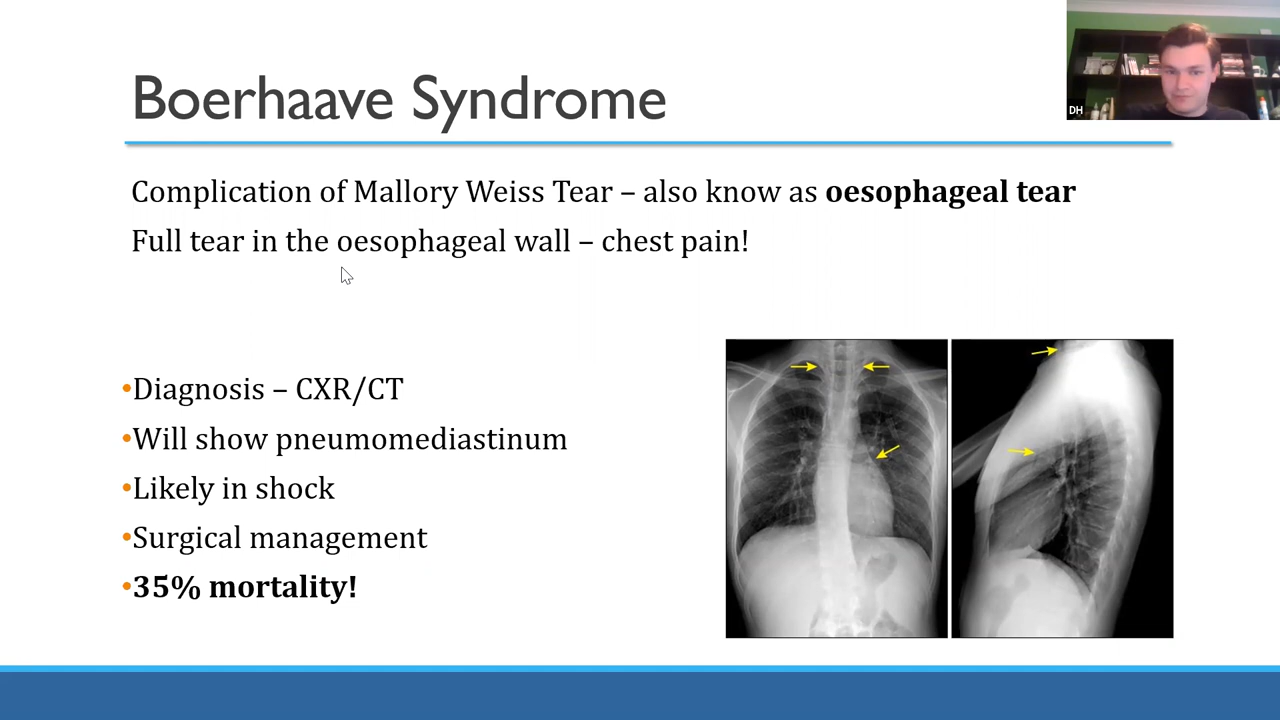 Boerhaave Syndrome
DH
Complication of Mallory Weiss Tear – also know as oesophageal tear
Full tear in the oesophageal wall – chest pain!
•Diagnosis – CXR/CT
•Will show pneumomediastinum
•Likely in shock
•Surgical management
•35% mortality!